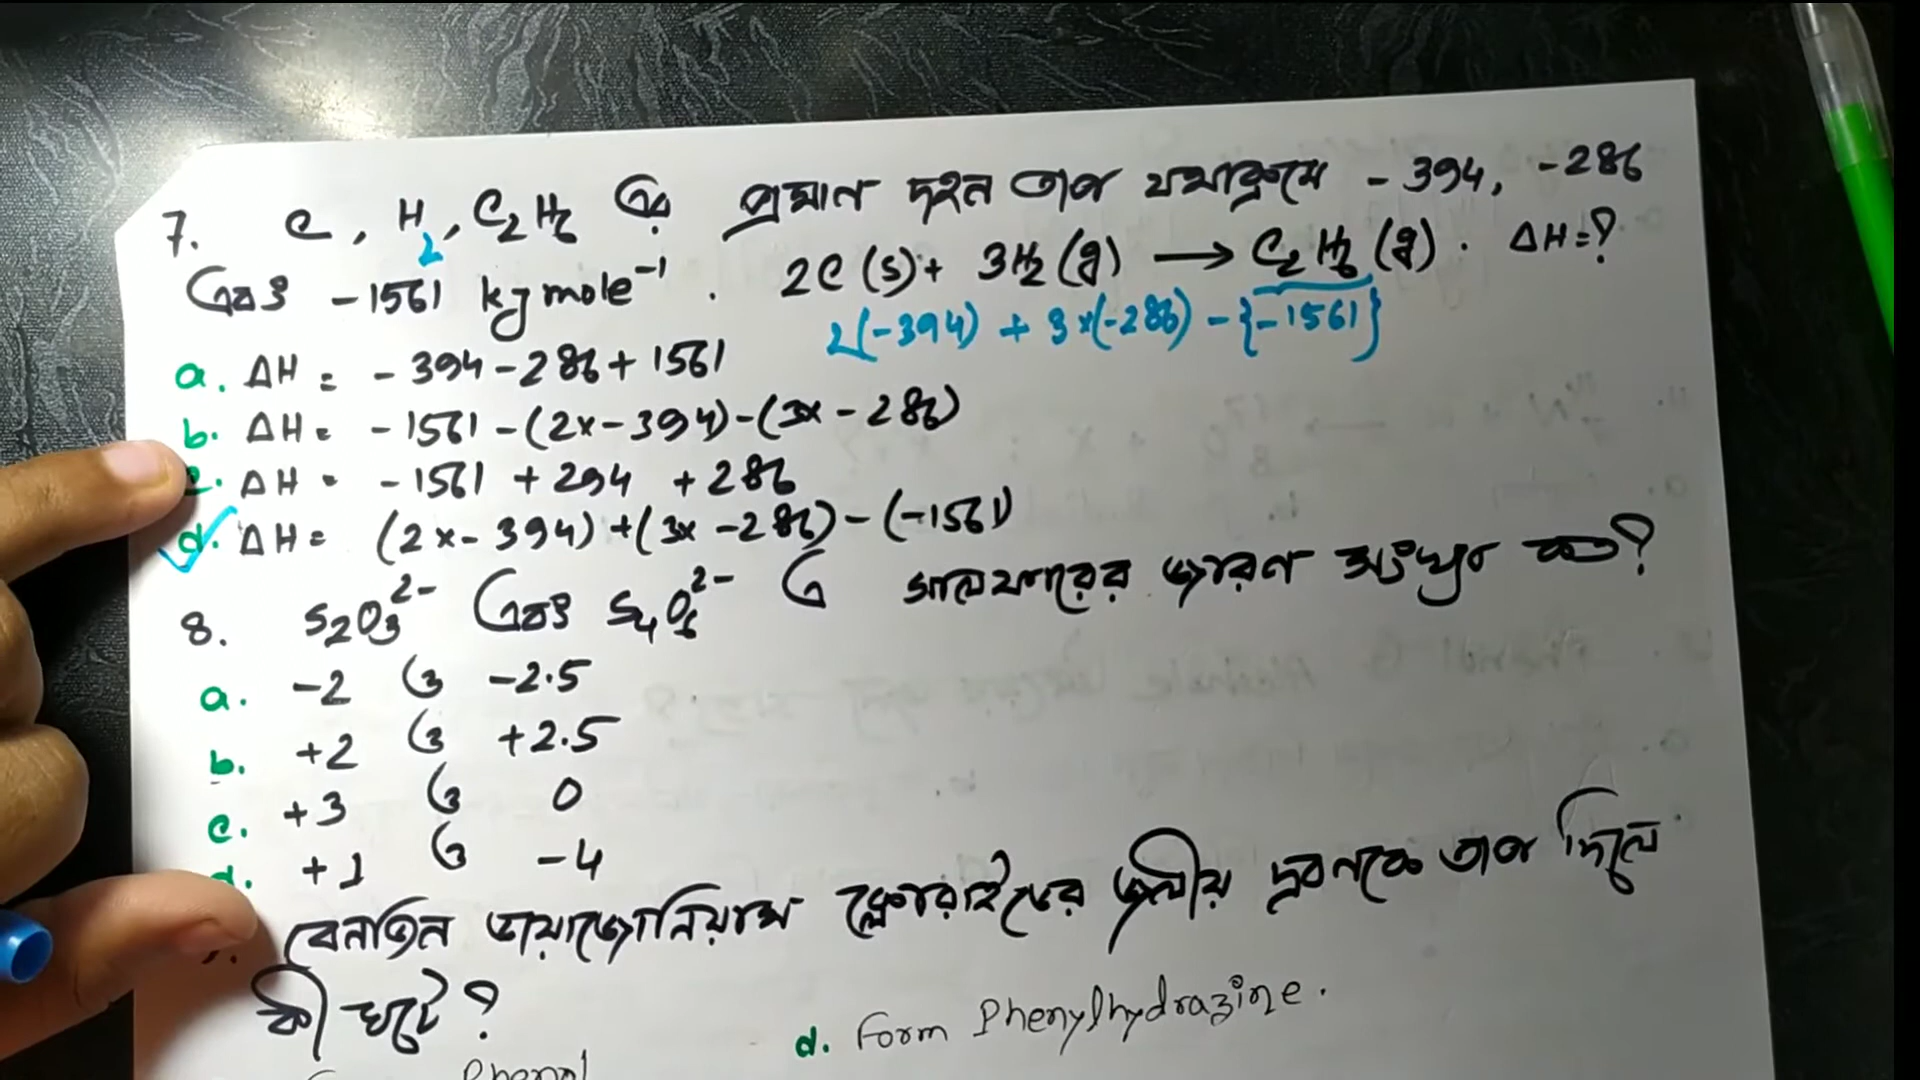 7. C, H₂, C₂H₆ এর প্রমাণ দহন তাপ যথাক্রমে -394, -286
এবং -1561 kJ mole⁻¹. 2C (s) + 3H₂ (g) → C₂H₆ (g). ΔH=?
2(-394) + 3×(-286) - {-1561}
a. ΔH = -394-286+1561
b. ΔH = -1561-(2×-394)-(3×-286)
c. ΔH = -1561 +294 +286
d. ΔH = (2×-394)+(3×-286)-(-1561)
8. S₂O₃²⁻ এবং S₄O₆²⁻ এ সালফারের জারণ সংখ্যা কত?
a. -2 ও -2.5
b. +2 ও +2.5
c. +3 ও 0
d. +1 ও -4
বেনজিন ডায়াজোনিয়াম ক্লোরাইডের জলীয় দ্রবণকে তাপ দিলে
কী ঘটে?
d. Form Phenylhydrazine.
Phenol